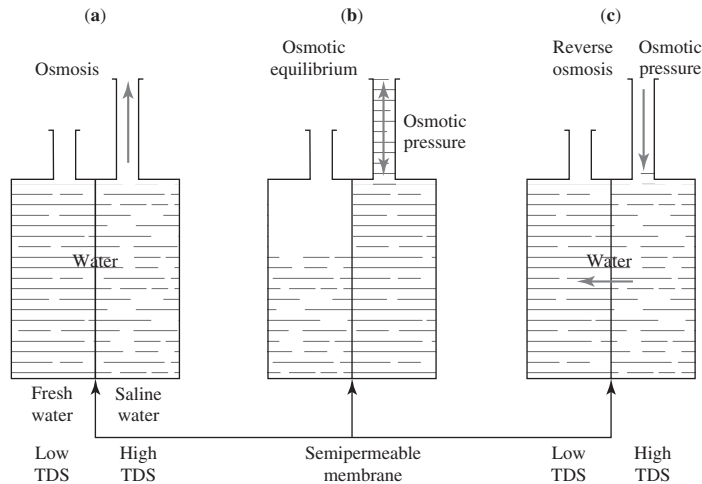 (a)
Osmosis
Water
Fresh
water
Saline
water
Low
TDS
High
TDS
(b)
Osmotic
equilibrium
Osmotic
pressure
Semipermeable
membrane
(c)
Reverse
osmosis
Osmotic
pressure
Water
Low
TDS
High
TDS